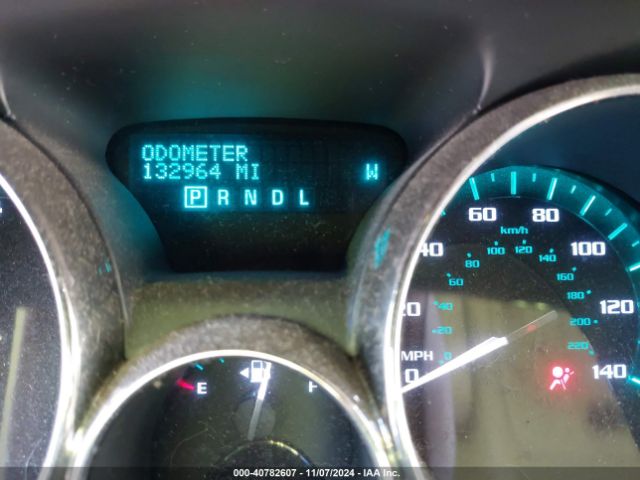 ODOMETER
132964 MI W
P R N D L
60 80
km/h
40 80 100 120 140 100
60 160
20 40 180 120
20 200
MPH 0 220
0 140
E F
000-40782607 - 11/07/2024 - IAA Inc.